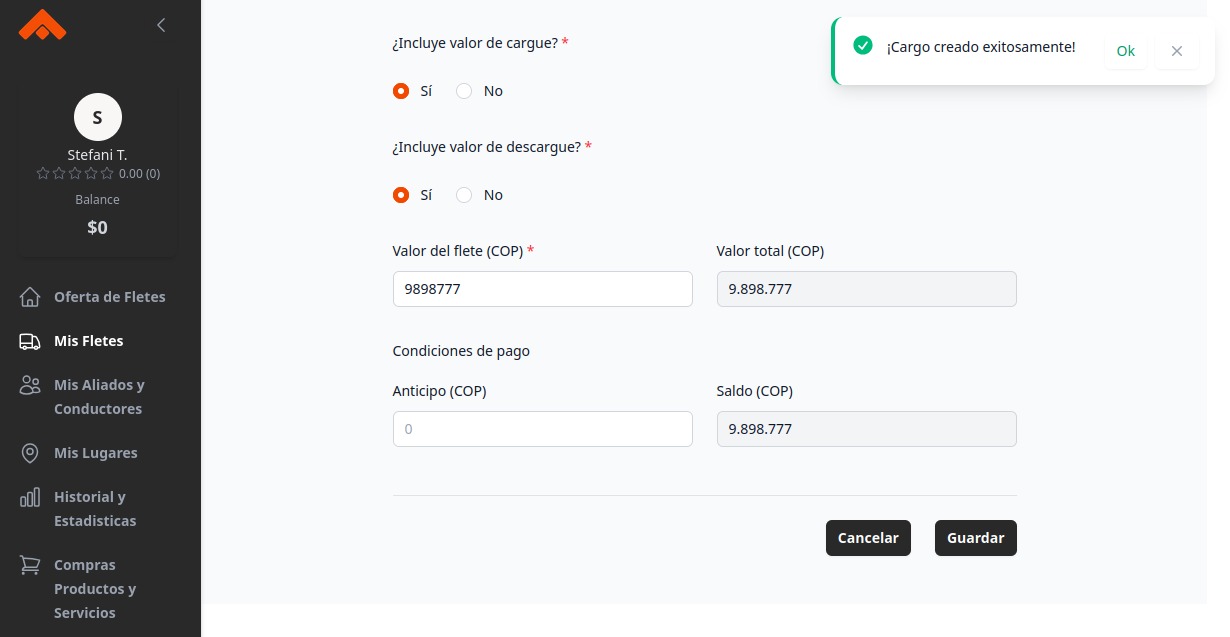 S
Stefani T.
0.00 (0)
Balance
$0
Oferta de Fletes
Mis Fletes
Mis Aliados y
Conductores
Mis Lugares
Historial y
Estadisticas
Compras
Productos y
Servicios
¡Cargo creado exitosamente!
Ok
¿Incluye valor de cargue? *
Sí No
¿Incluye valor de descargue? *
Sí No
Valor del flete (COP) * Valor total (COP)
9898777 9.898.777
Condiciones de pago
Anticipo (COP) Saldo (COP)
0 9.898.777
Cancelar Guardar